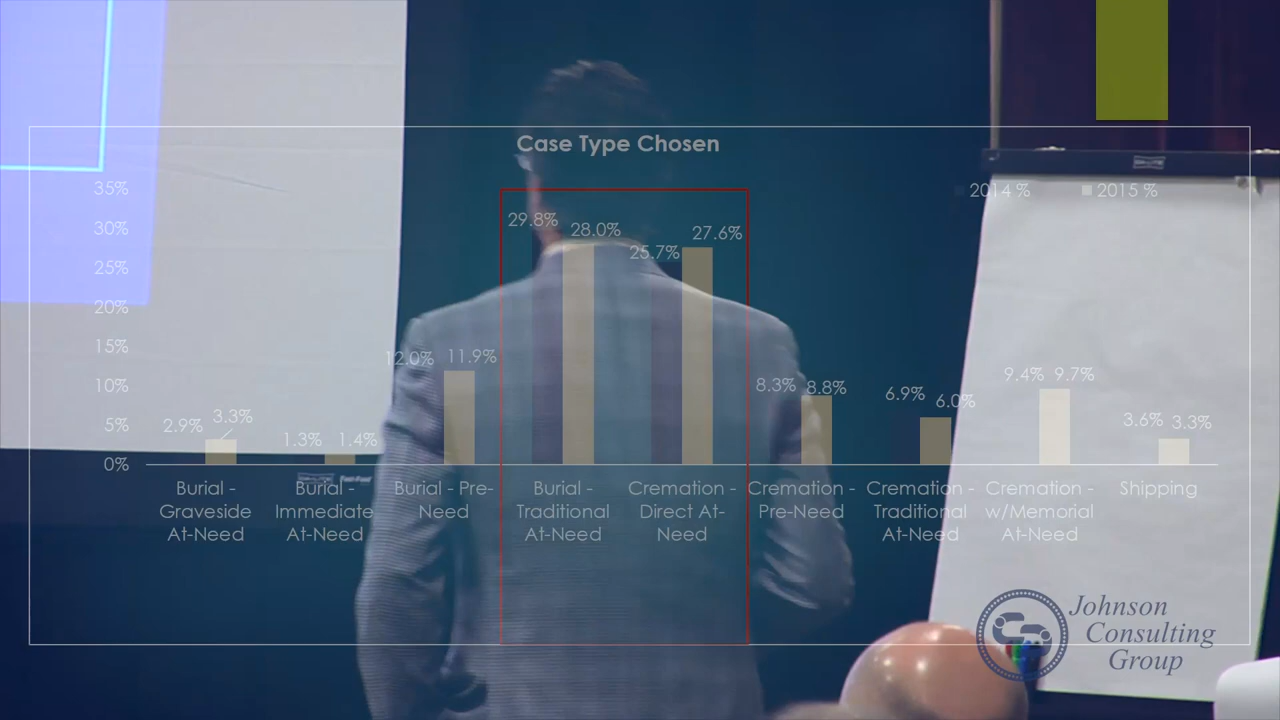 Case Type Chosen
2014 % 2015 %
35%
30%
25%
20%
15%
10%
5%
0%
2.9% 3.3%
1.3% 1.4%
12.0% 11.9%
29.8% 28.0%
25.7% 27.6%
8.3% 8.8%
6.9% 6.0%
9.4% 9.7%
3.6% 3.3%
Burial -
Graveside
At-Need
Burial -
Immediate
At-Need
Burial - Pre-
Need
Burial -
Traditional
At-Need
Cremation -
Direct At-
Need
Cremation -
Pre-Need
Cremation -
Traditional
At-Need
Cremation -
w/Memorial
At-Need
Shipping
Johnson
Consulting
Group